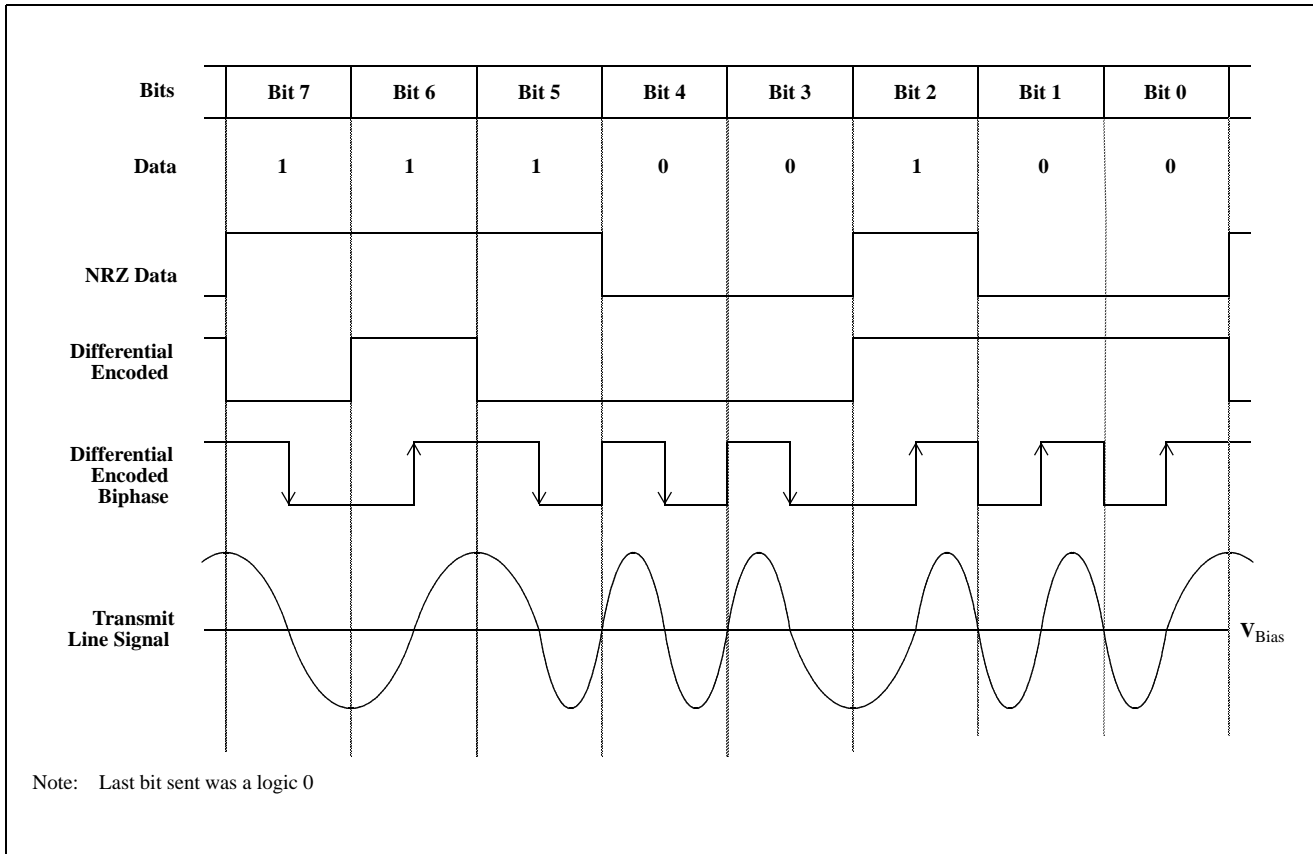 Bits Bit 7 Bit 6 Bit 5 Bit 4 Bit 3 Bit 2 Bit 1 Bit 0
Data 1 1 1 0 0 1 0 0
NRZ Data
Differential
Encoded
Differential
Encoded
Biphase
Transmit
Line Signal
VBias
Note: Last bit sent was a logic 0